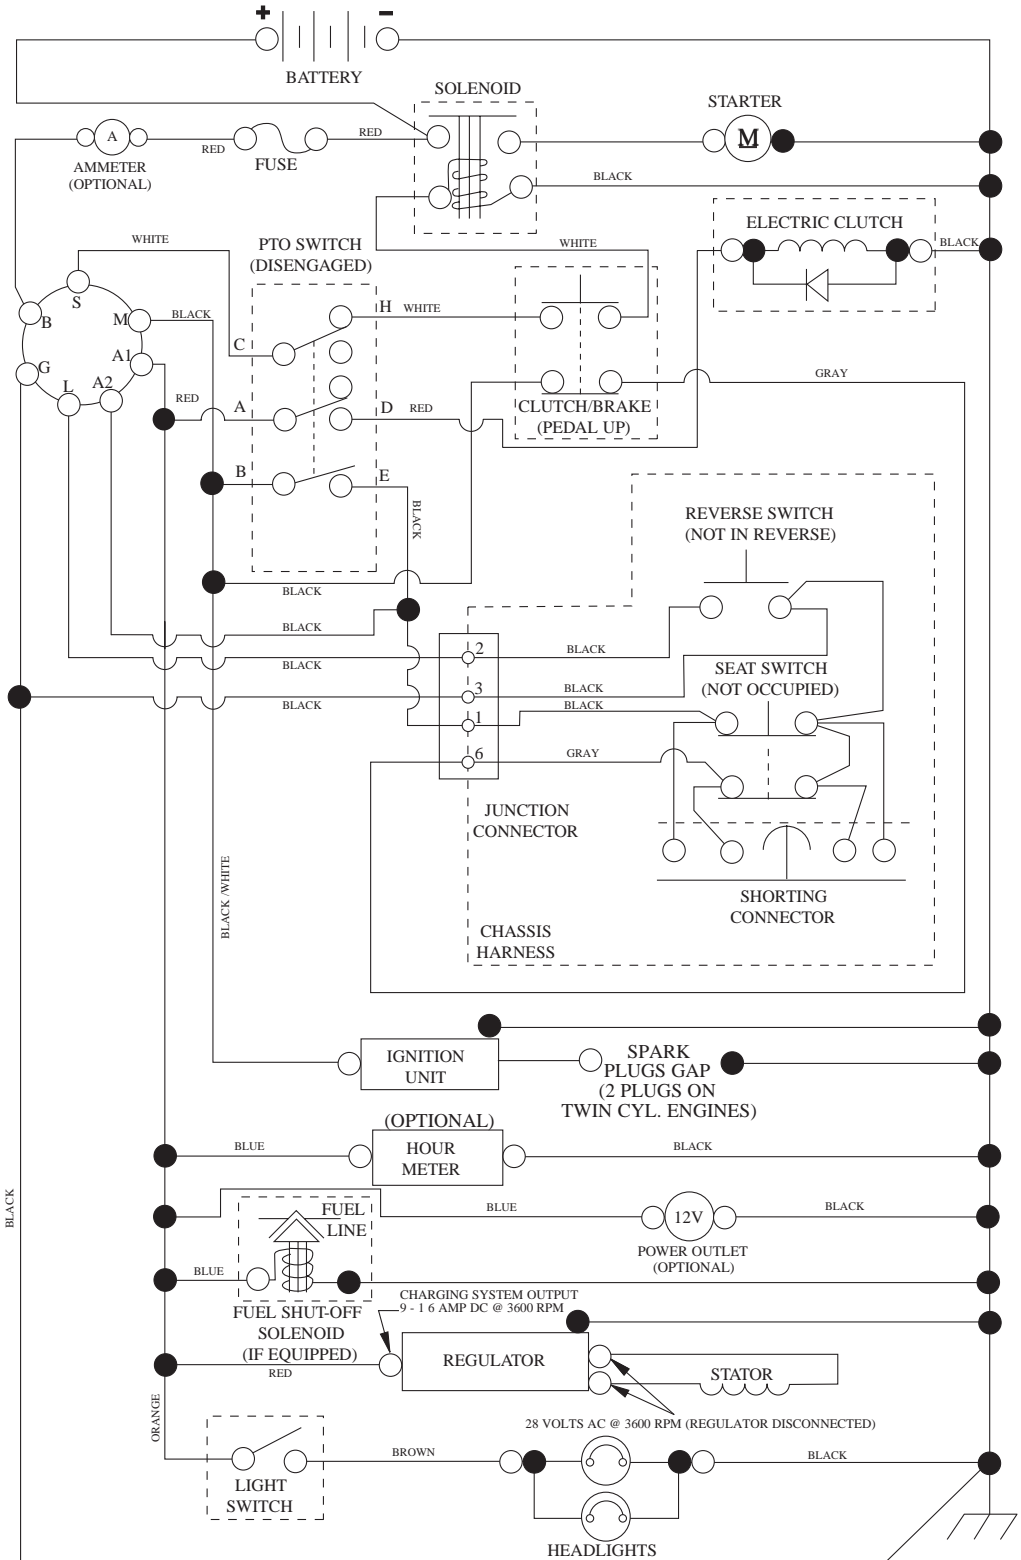 + -
BATTERY
SOLENOID
STARTER
A
RED
FUSE
RED
M
AMMETER
(OPTIONAL)
BLACK
WHITE
PTO SWITCH
(DISENGAGED)
WHITE
ELECTRIC CLUTCH
BLACK
S
B
M
BLACK
H
WHITE
C
G
A1
L
A2
RED
A
D
RED
CLUTCH/BRAKE
(PEDAL UP)
GRAY
B
E
BLACK
REVERSE SWITCH
(NOT IN REVERSE)
BLACK
BLACK
BLACK
2
BLACK
SEAT SWITCH
(NOT OCCUPIED)
BLACK
3
BLACK
BLACK
1
6
GRAY
JUNCTION
CONNECTOR
SHORTING
CONNECTOR
BLACK /WHITE
CHASSIS
HARNESS
IGNITION
UNIT
SPARK
PLUGS GAP
(2 PLUGS ON
TWIN CYL. ENGINES)
(OPTIONAL)
BLUE
HOUR
METER
BLACK
BLACK
FUEL
LINE
BLUE
12V
BLACK
POWER OUTLET
(OPTIONAL)
BLUE
CHARGING SYSTEM OUTPUT
9 - 1 6 AMP DC @ 3600 RPM
FUEL SHUT-OFF
SOLENOID
(IF EQUIPPED)
RED
REGULATOR
STATOR
28 VOLTS AC @ 3600 RPM (REGULATOR DISCONNECTED)
ORANGE
BROWN
BLACK
LIGHT
SWITCH
HEADLIGHTS